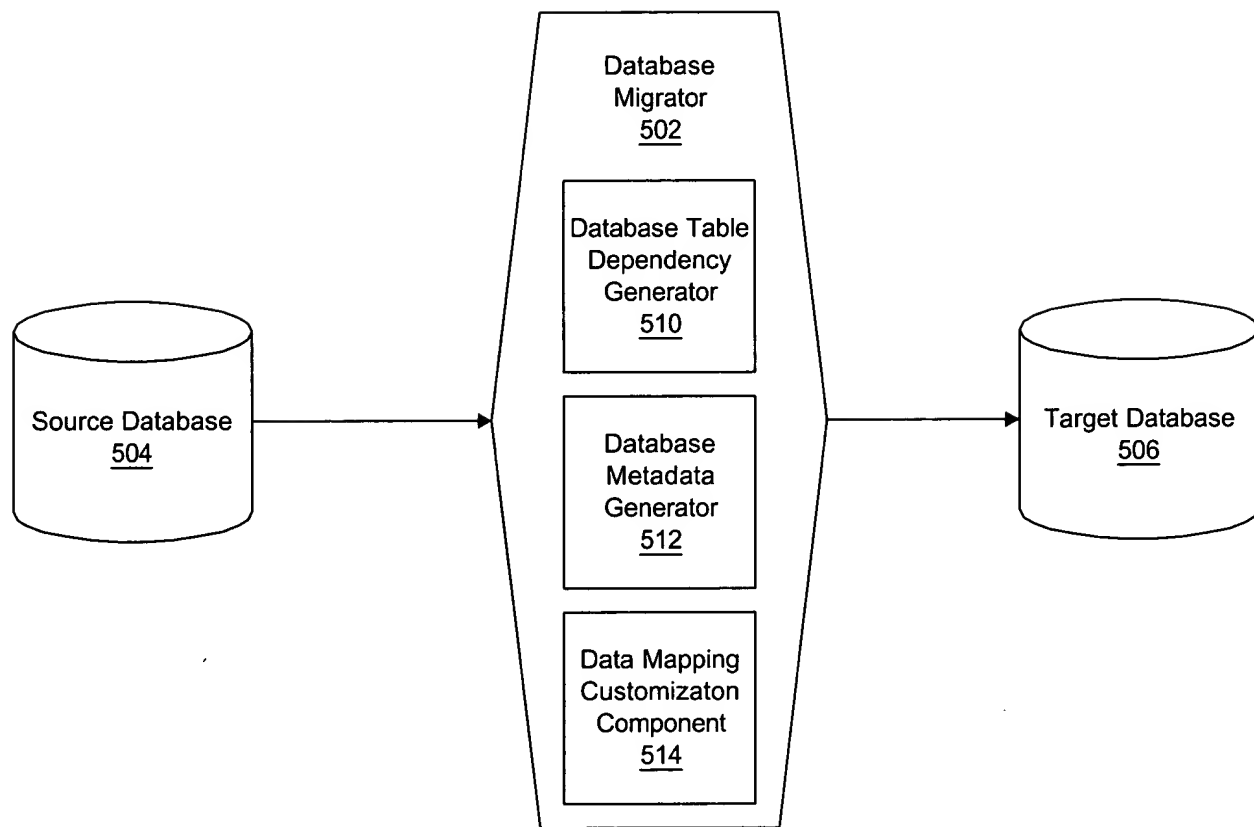 Database
Migrator
502
Database Table
Dependency
Generator
510
Source Database
504
Database
Metadata
Generator
512
Target Database
506
Data Mapping
Customizaton
Component
514